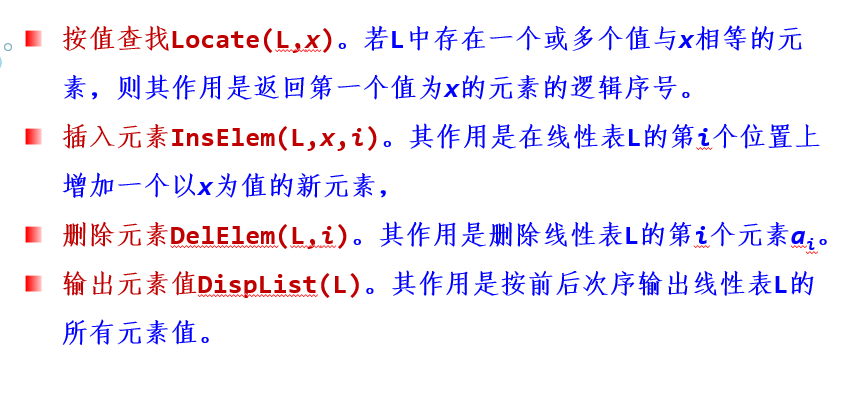 按值查找Locate(L,x)。若L中存在一个或多个值与x相等的元
素，则其作用是返回第一个值为x的元素的逻辑序号。
插入元素InsElem(L,x,i)。其作用是在线性表L的第i个位置上
增加一个以x为值的新元素，
删除元素DelElem(L,i)。其作用是删除线性表L的第i个元素ai。
输出元素值DispList(L)。其作用是按前后次序输出线性表L的
所有元素值。